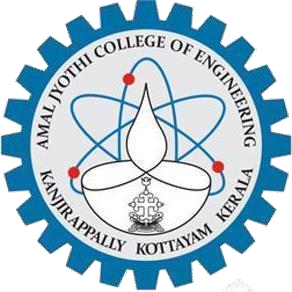 AMAL JYOTHI COLLEGE OF ENGINEERING
KANJIRAPPALLY KOTTAYAM KERALA